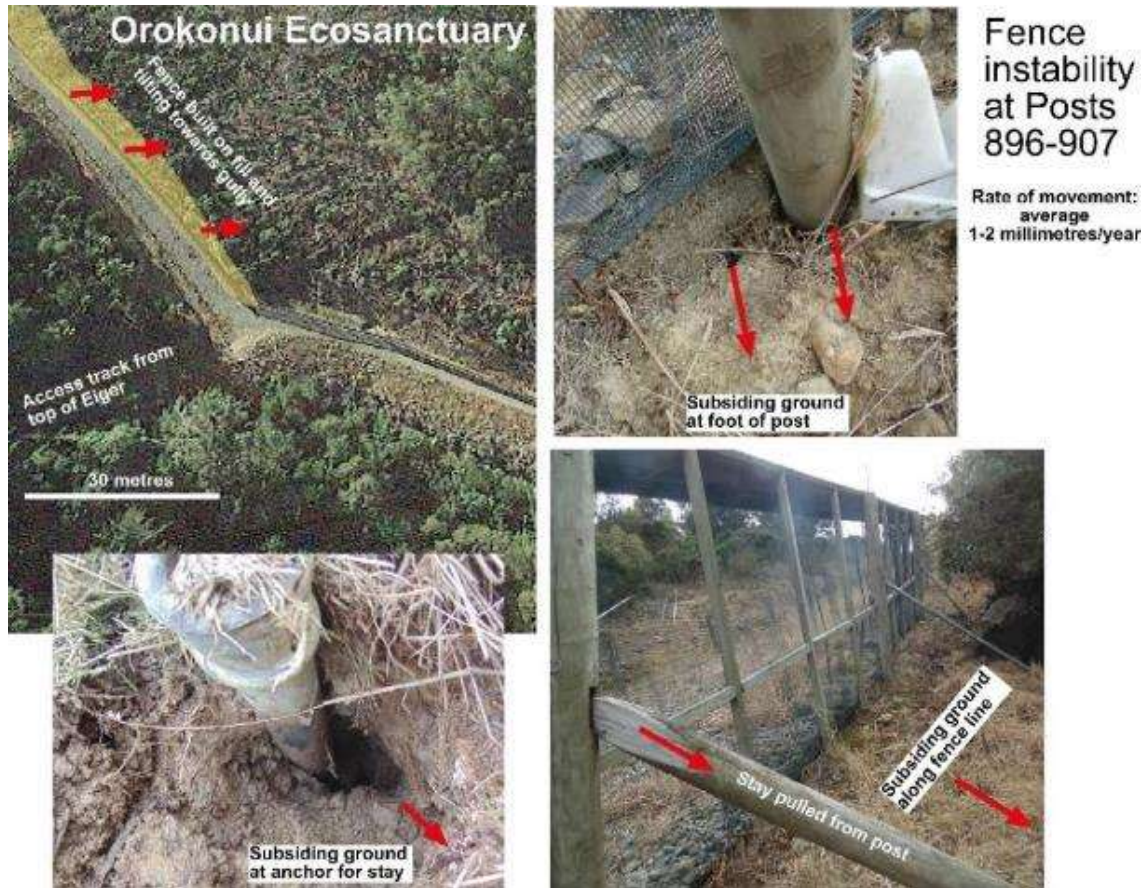 Orokonui Ecosanctuary
Fence built on fill and
tilting towards gully
Access track from
top of Eiger
30 metres
Fence
instability
at Posts
896-907
Rate of movement:
average
1-2 millimetres/year
Subsiding ground
at foot of post
Subsiding ground
at anchor for stay
Stay pulled from post
Subsiding ground
along fence line